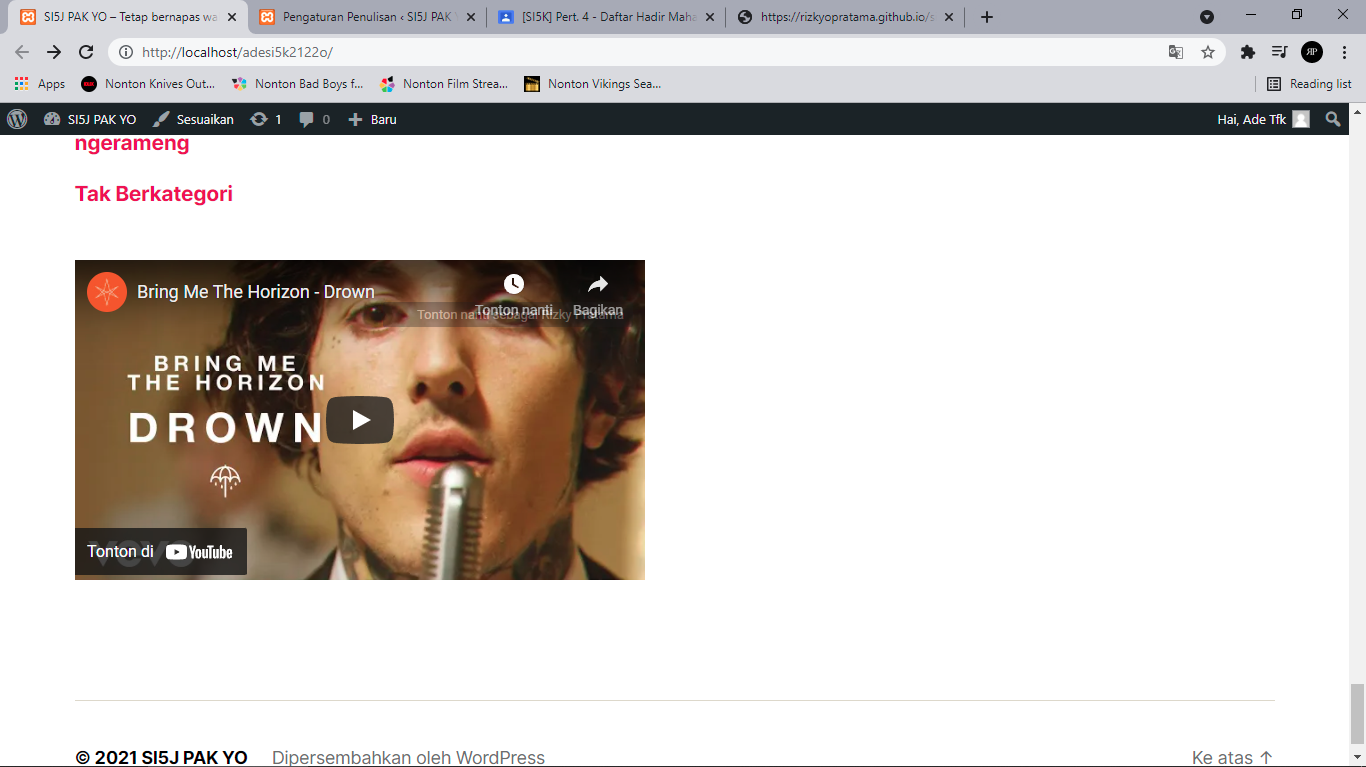 SI5J PAK YO – Tetap bernapas wa
Pengaturan Penulisan ‹ SI5J PAK Y
[SI5K] Pert. 4 - Daftar Hadir Maha
https://rizkyopratama.github.io/s
http://localhost/adesi5k2122o/
Apps
Nonton Knives Out...
Nonton Bad Boys f...
Nonton Film Strea...
Nonton Vikings Sea...
Reading list
SI5J PAK YO
Sesuaikan
1
0
Baru
Hai, Ade Tfk
ngerameng
Tak Berkategori
Bring Me The Horizon - Drown
Tonton nanti
Bagikan
Tonton nanti sebagai Rizky Pratama
BRING ME
THE HORIZON
DROWN
Tonton di YouTube
vevo
© 2021 SI5J PAK YO
Dipersembahkan oleh WordPress
Ke atas ↑